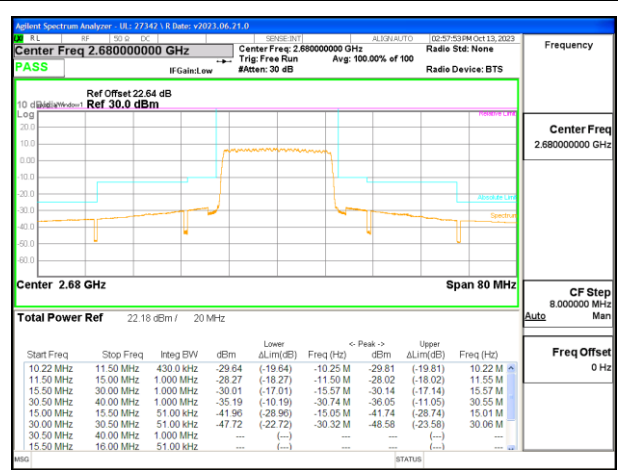 Agilent Spectrum Analyzer - UL: 27342 \ R Date: v2023.06.21.0
RL RF 50 Ω DC SENSE:INT ALIGN AUTO 02:57:53 PM Oct 13, 2023
Center Freq 2.680000000 GHz Center Freq: 2.680000000 GHz Radio Std: None Frequency
PASS Trig: Free Run Avg: 100.00% of 100
IFGain:Low #Atten: 30 dB Radio Device: BTS
Ref Offset 22.64 dB
10 dB/div Ref 30.0 dBm
Log Relative Limit
20.0
10.0
0.00
-10.0
-20.0 Absolute Limit
-30.0 Spectrum
-40.0
-50.0
-60.0
Center 2.68 GHz Span 80 MHz
Center Freq
2.680000000 GHz
CF Step
8.000000 MHz
Auto Man
Freq Offset
0 Hz
Total Power Ref 22.18 dBm / 20 MHz
Lower <- Peak -> Upper
Start Freq Stop Freq Integ BW dBm ΔLim(dB) Freq (Hz) dBm ΔLim(dB) Freq (Hz)
10.22 MHz 11.50 MHz 430.0 kHz -29.64 (-19.64) -10.25 M -29.81 (-19.81) 10.22 M
11.50 MHz 15.00 MHz 1.000 MHz -28.27 (-18.27) -11.50 M -28.02 (-18.02) 11.55 M
15.50 MHz 30.00 MHz 1.000 MHz -30.01 (-17.01) -15.57 M -30.14 (-17.14) 15.57 M
30.50 MHz 40.00 MHz 1.000 MHz -35.19 (-10.19) -30.74 M -36.05 (-11.05) 30.55 M
15.00 MHz 15.50 MHz 51.00 kHz -41.96 (-28.96) -15.05 M -41.74 (-28.74) 15.01 M
30.00 MHz 30.50 MHz 51.00 kHz -47.72 (-22.72) -30.32 M -48.58 (-23.58) 30.06 M
30.50 MHz 40.00 MHz 1.000 MHz --- (---) --- --- (---) ---
15.50 MHz 16.00 MHz 51.00 kHz --- (---) --- --- (---) ---
MSG STATUS